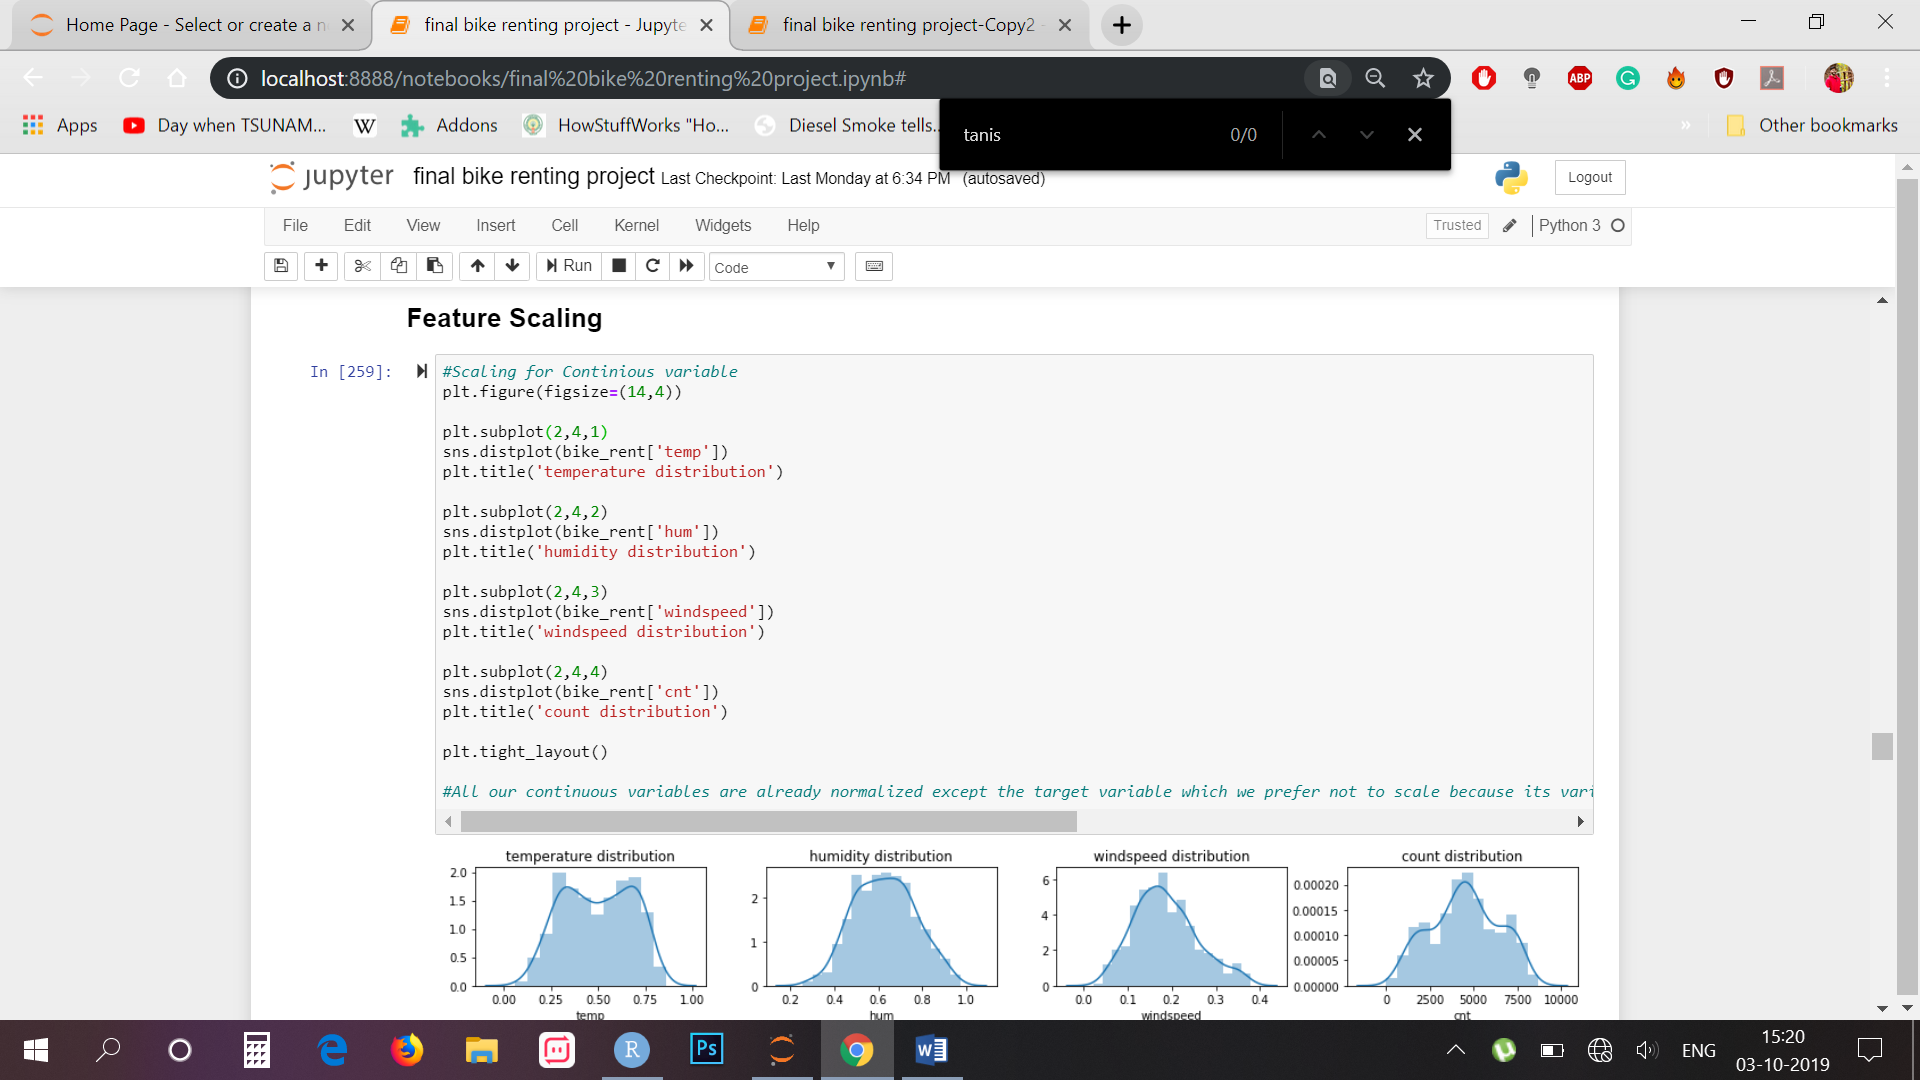 Home Page - Select or create a n
final bike renting project - Jupyte
final bike renting project-Copy2 -
localhost:8888/notebooks/final%20bike%20renting%20project.ipynb#
Apps
Day when TSUNAM...
W
Addons
HowStuffWorks "Ho...
Diesel Smoke tells...
Other bookmarks
tanis
0/0
ABP
jupyter
final bike renting project Last Checkpoint: Last Monday at 6:34 PM (autosaved)
Logout
File Edit View Insert Cell Kernel Widgets Help
Trusted
Python 3
Run
Code
Feature Scaling
In [259]:
#Scaling for Continious variable
plt.figure(figsize=(14,4))
plt.subplot(2,4,1)
sns.distplot(bike_rent['temp'])
plt.title('temperature distribution')
plt.subplot(2,4,2)
sns.distplot(bike_rent['hum'])
plt.title('humidity distribution')
plt.subplot(2,4,3)
sns.distplot(bike_rent['windspeed'])
plt.title('windspeed distribution')
plt.subplot(2,4,4)
sns.distplot(bike_rent['cnt'])
plt.title('count distribution')
plt.tight_layout()
#All our continuous variables are already normalized except the target variable which we prefer not to scale because its vari
temperature distribution
2.0
1.5
1.0
0.5
0.0
0.00 0.25 0.50 0.75 1.00
temp
humidity distribution
2
1
0
0.2 0.4 0.6 0.8 1.0
hum
windspeed distribution
6
4
2
0
0.0 0.1 0.2 0.3 0.4
windspeed
count distribution
0.00020
0.00015
0.00010
0.00005
0.00000
0 2500 5000 7500 10000
cnt
R
Ps
W
ENG
15:20
03-10-2019